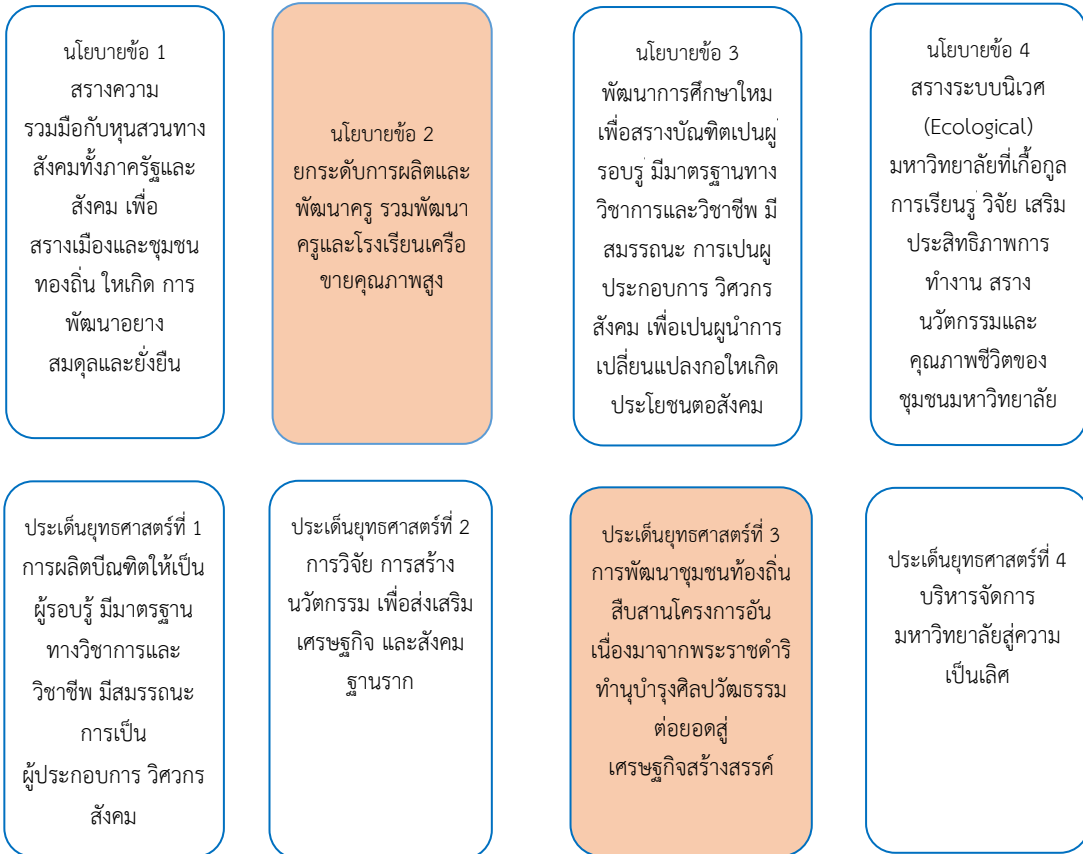 นโยบายข้อ 1
สรางความ
รวมมือกับหุนสวนทาง
สังคมทั้งภาครัฐและ
สังคม เพื่อ
สรางเมืองและชุมชน
ทองถิ่น ใหเกิด การ
พัฒนาอยาง
สมดุลและยั่งยืน
นโยบายข้อ 2
ยกระดับการผลิตและ
พัฒนาครู รวมพัฒนา
ครูและโรงเรียนเครือ
ขายคุณภาพสูง
นโยบายข้อ 3
พัฒนาการศึกษาใหม
เพื่อสรางบัณฑิตเปนผู้
รอบรู้ มีมาตรฐานทาง
วิชาการและวิชาชีพ มี
สมรรถนะ การเปนผู
ประกอบการ วิศวกร
สังคม เพื่อเปนผูนําการ
เปลี่ยนแปลงกอใหเกิด
ประโยชนตอสังคม
นโยบายข้อ 4
สรางระบบนิเวศ
(Ecological)
มหาวิทยาลัยที่เกื้อกูล
การเรียนรู้ วิจัย เสริม
ประสิทธิภาพการ
ทํางาน สราง
นวัตกรรมและ
คุณภาพชีวิตของ
ชุมชนมหาวิทยาลัย
ประเด็นยุทธศาสตร์ที่ 1
การผลิตบีณฑิตให้เป็น
ผู้รอบรู้ มีมาตรฐาน
ทางวิชาการและ
วิชาชีพ มีสมรรถนะ
การเป็น
ผู้ประกอบการ วิศวกร
สังคม
ประเด็นยุทธศาสตร์ที่ 2
การวิจัย การสร้าง
นวัตกรรม เพื่อส่งเสริม
เศรษฐกิจ และสังคม
ฐานราก
ประเด็นยุทธศาสตร์ที่ 3
การพัฒนาชุมชนท้องถิ่น
สืบสานโครงการอัน
เนื่องมาจากพระราชดำริ
ทำนุบำรุงศิลปวัฒธรรม
ต่อยอดสู่
เศรษฐกิจสร้างสรรค์
ประเด็นยุทธศาสตร์ที่ 4
บริหารจัดการ
มหาวิทยาลัยสู่ความ
เป็นเลิศ